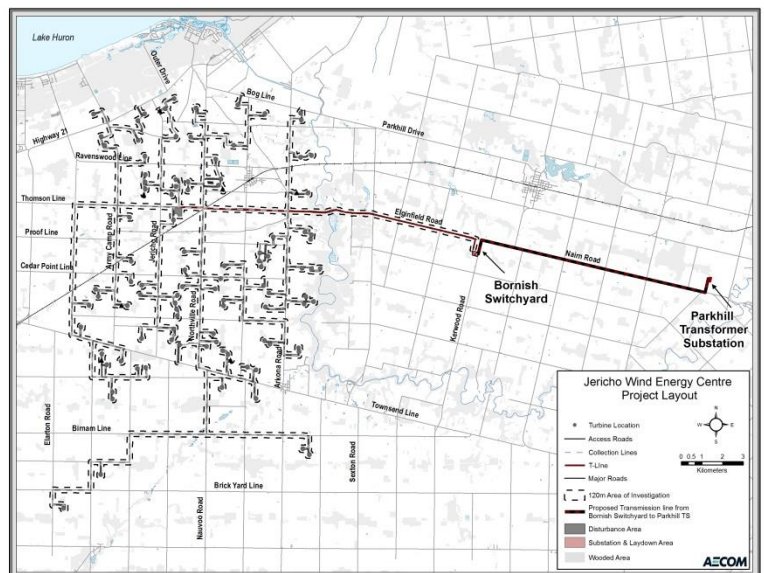 Lake Huron
Outer Drive
Bog Line
Highway 21
Parkhill Drive
Ravenswood Line
Thomson Line
Elginfield Road
Proof Line
Army Camp Road
Jericho Road
Nairn Road
Cedar Point Line
Bornish
Switchyard
Northville Road
Kerwood Road
Parkhill
Transformer
Substation
Arkona Road
Townsend Line
Elarton Road
Birnam Line
Sexton Road
Brick Yard Line
Nauvoo Road
Jericho Wind Energy Centre
Project Layout
Turbine Location
Access Roads
Collection Lines
T-Line
Major Roads
120m Area of Investigation
Proposed Transmission line from
Bornish Switchyard to Parkhill TS
Disturbance Area
Substation & Laydown Area
Wooded Area
N
W E
S
0 0.5 1 2 3
Kilometers
AECOM